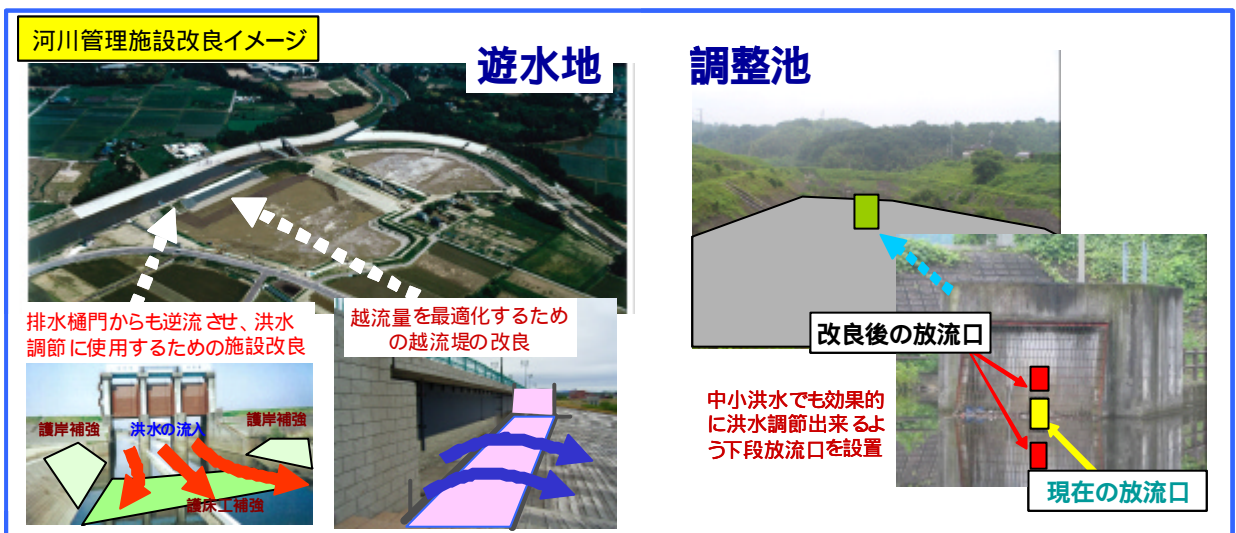 河川管理施設改良イメージ
遊水地
排水樋門からも逆流させ、洪水
調節に使用するための施設改良
越流量を最適化するため
の越流堤の改良
護岸補強
洪水の流入
護岸補強
護床工補強
調整池
改良後の放流口
中小洪水でも効果的
に洪水調節出来るよ
う下段放流口を設置
現在の放流口